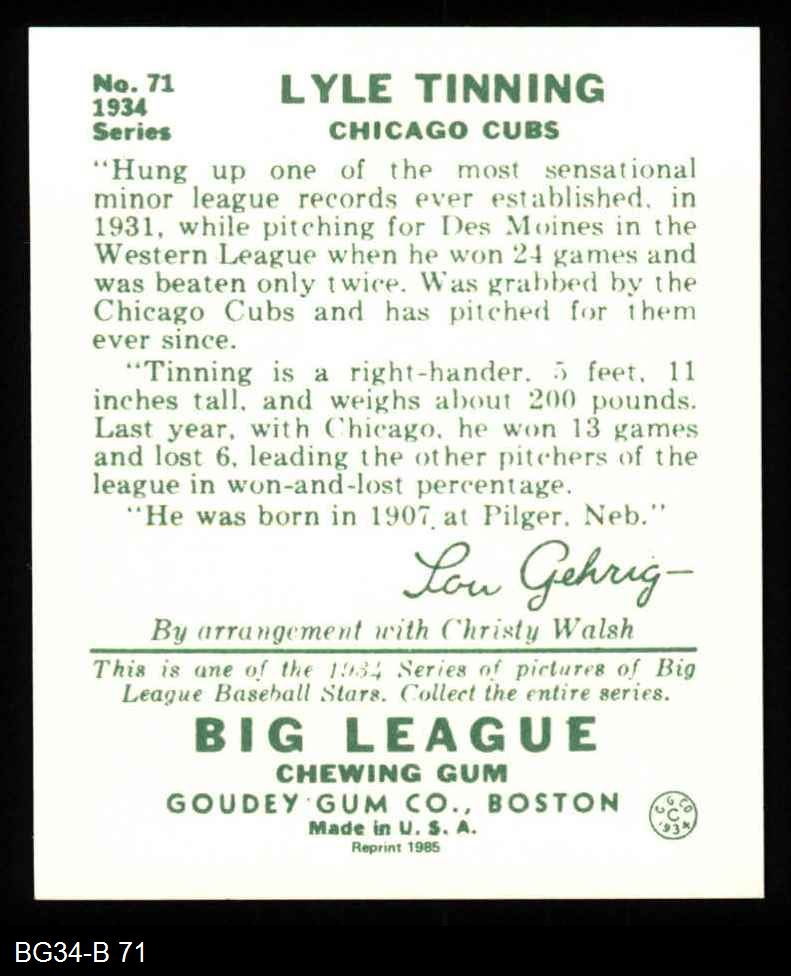 No. 71
1934
Series
LYLE TINNING
CHICAGO CUBS
"Hung up one of the most sensational
minor league records ever established, in
1931, while pitching for Des Moines in the
Western League when he won 24 games and
was beaten only twice. Was grabbed by the
Chicago Cubs and has pitched for them
ever since.
"Tinning is a right-hander, 5 feet, 11
inches tall, and weighs about 200 pounds.
Last year, with Chicago, he won 13 games
and lost 6, leading the other pitchers of the
league in won-and-lost percentage.
"He was born in 1907 at Pilger, Neb."
Lou Gehrig
By arrangement with Christy Walsh
This is one of the 1934 Series of pictures of Big
League Baseball Stars. Collect the entire series.
BIG LEAGUE
CHEWING GUM
GOUDEY GUM CO., BOSTON
Made in U. S. A.
Reprint 1985
G G CO
C
1934
BG34-B 71